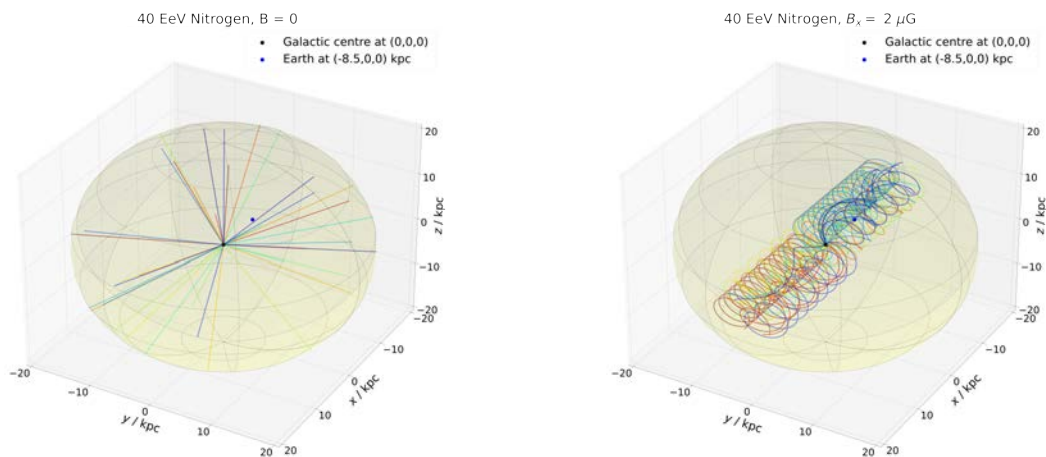 40 EeV Nitrogen, B = 0
Galactic centre at (0,0,0)
Earth at (-8.5,0,0) kpc
20
10
0
−10
−20
z / kpc
−20
−10
0
10
20
y / kpc
−20
−10
0
10
20
x / kpc
40 EeV Nitrogen, Bₓ = 2 μG
Galactic centre at (0,0,0)
Earth at (-8.5,0,0) kpc
20
10
0
−10
−20
z / kpc
−20
−10
0
10
20
y / kpc
−20
−10
0
10
20
x / kpc